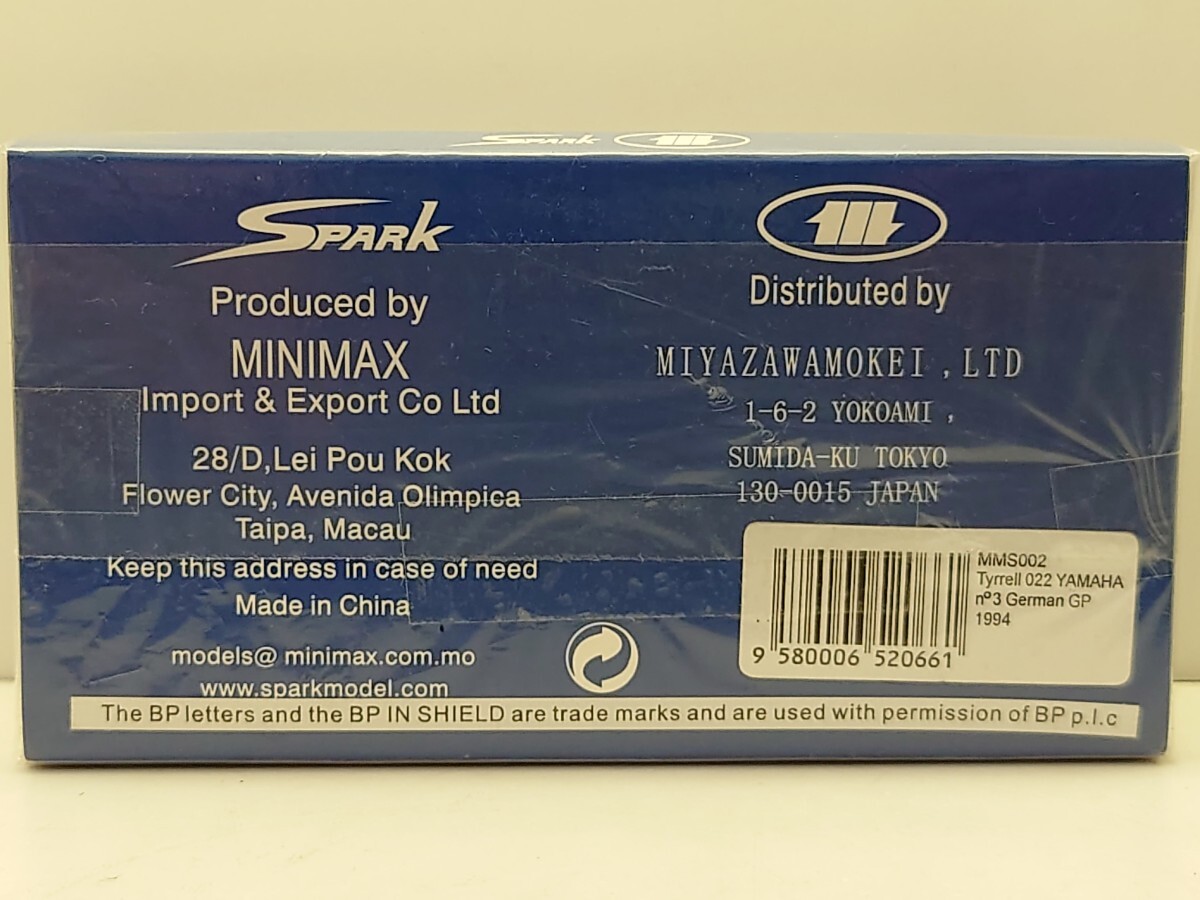 SPARK
SPARK
Produced by
MINIMAX
Import & Export Co Ltd
28/D,Lei Pou Kok
Flower City, Avenida Olimpica
Taipa, Macau
Keep this address in case of need
Made in China
models@ minimax.com.mo
www.sparkmodel.com
Distributed by
MIYAZAWAMOKEI ,LTD
1-6-2 YOKOAMI ,
SUMIDA-KU TOKYO
130-0015 JAPAN
MMS002
Tyrrell 022 YAMAHA
nº3 German GP
1994
9 580006 520661
The BP letters and the BP IN SHIELD are trade marks and are used with permission of BP p.l.c